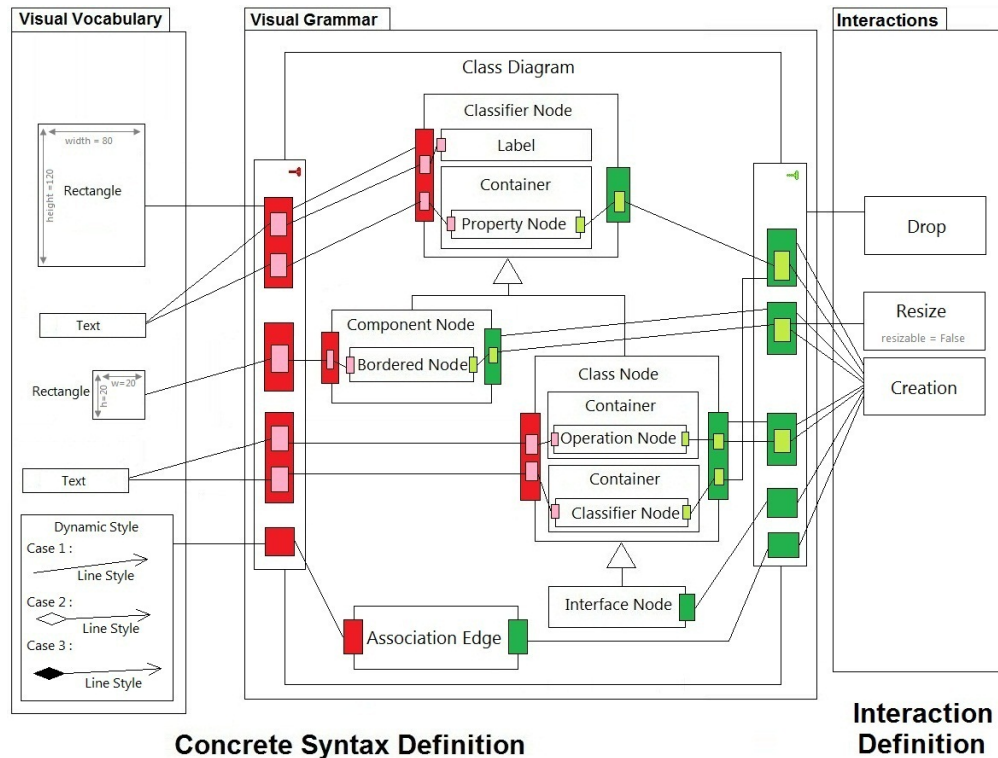 Visual Vocabulary
width = 80
height =120
Rectangle
Text
Rectangle
w=20
h=20
Text
Dynamic Style
Case 1 :
Line Style
Case 2 :
Line Style
Case 3 :
Line Style
Visual Grammar
Class Diagram
Classifier Node
Label
Container
Property Node
Component Node
Bordered Node
Class Node
Container
Operation Node
Container
Classifier Node
Interface Node
Association Edge
Interactions
Drop
Resize
resizable = False
Creation
Concrete Syntax Definition
Interaction
Definition